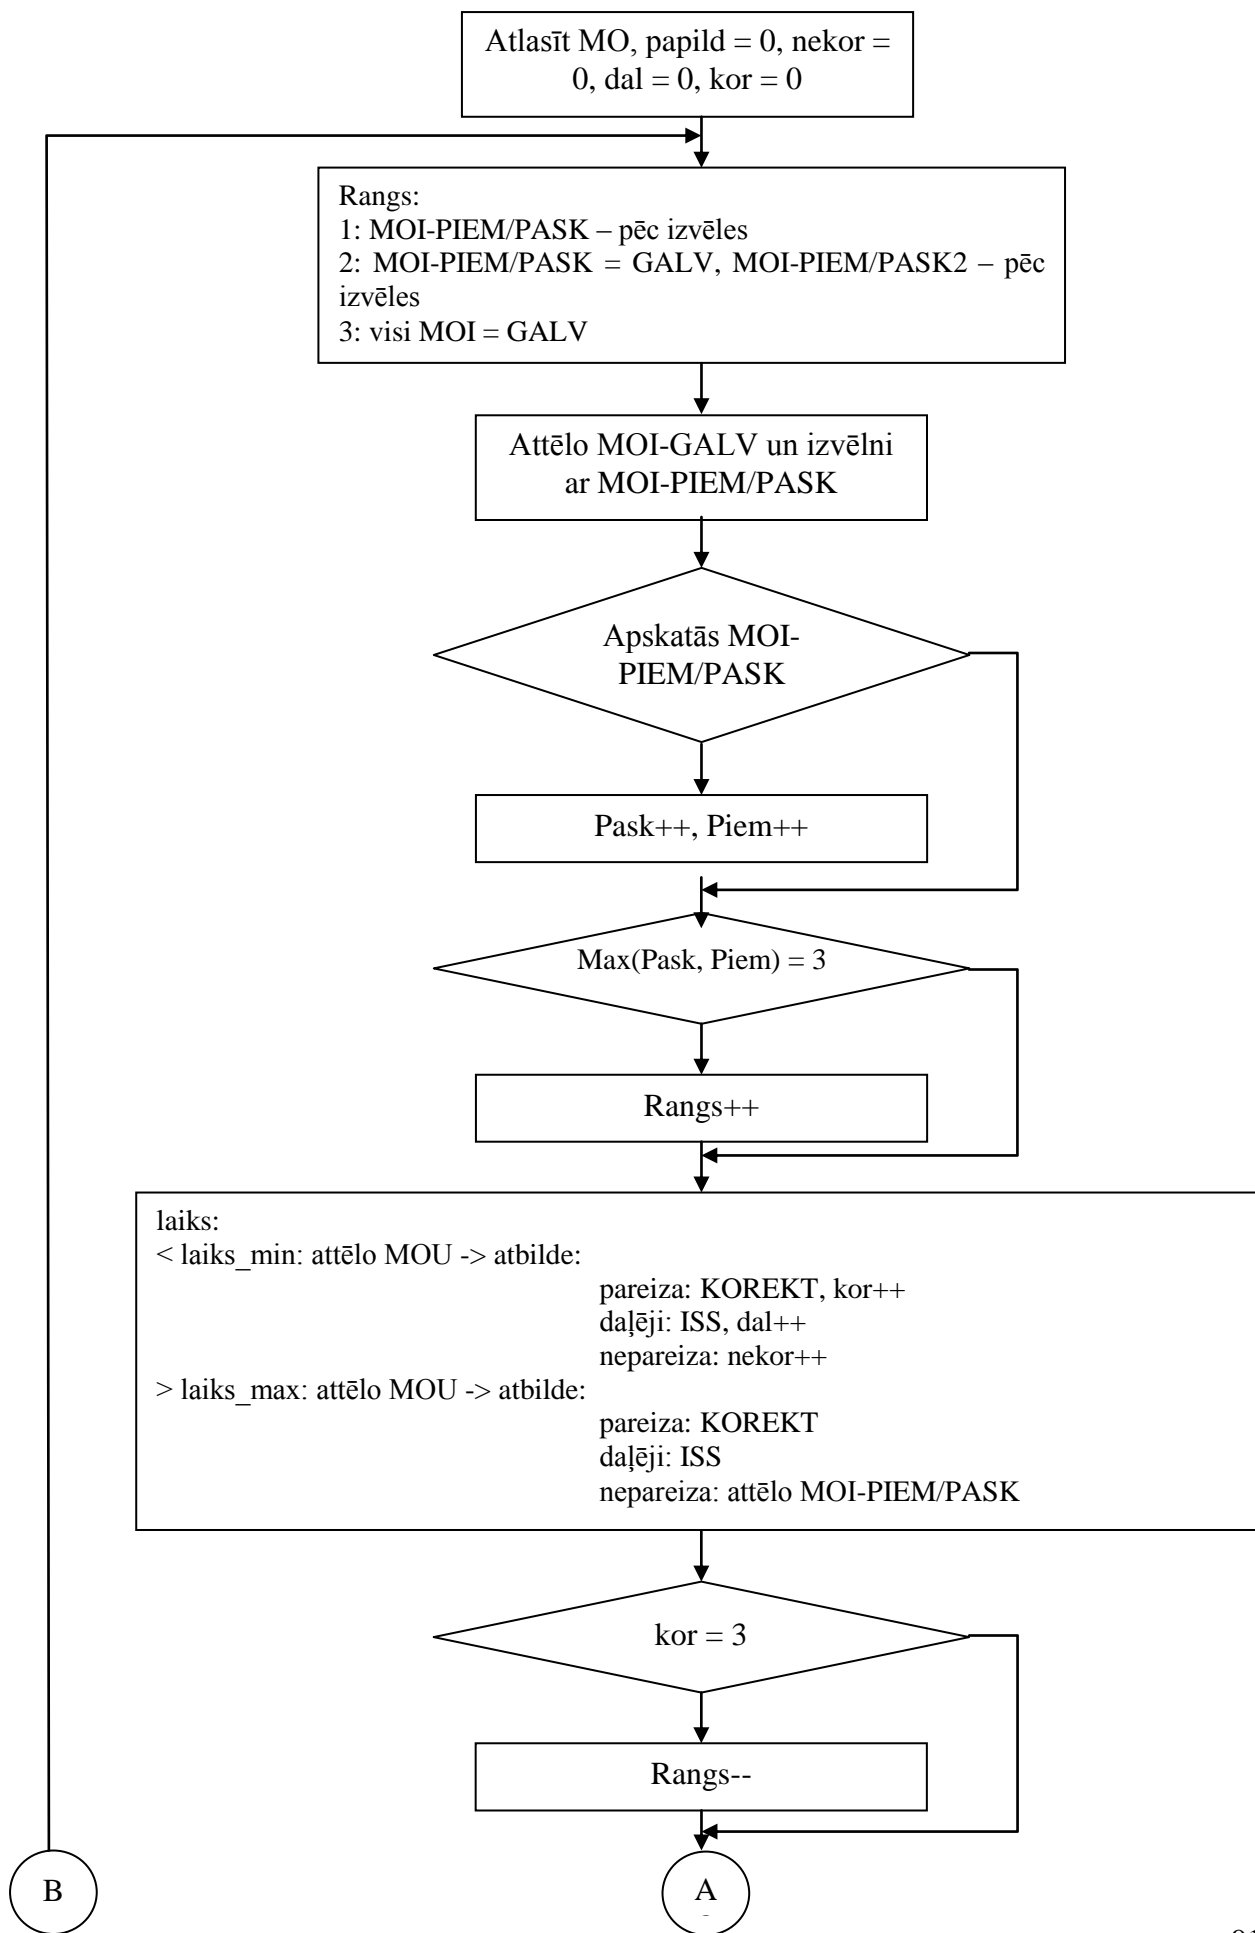 Atlasīt MO, papild = 0, nekor =
0, dal = 0, kor = 0
Rangs:
1: MOI-PIEM/PASK – pēc izvēles
2: MOI-PIEM/PASK = GALV, MOI-PIEM/PASK2 – pēc
izvēles
3: visi MOI = GALV
Attēlo MOI-GALV un izvēlni
ar MOI-PIEM/PASK
Apskatās MOI-
PIEM/PASK
Pask++, Piem++
Max(Pask, Piem) = 3
Rangs++
laiks:
< laiks_min: attēlo MOU -> atbilde:
pareiza: KOREKT, kor++
daļēji: ISS, dal++
nepareiza: nekor++
> laiks_max: attēlo MOU -> atbilde:
pareiza: KOREKT
daļēji: ISS
nepareiza: attēlo MOI-PIEM/PASK
kor = 3
Rangs--
B
A